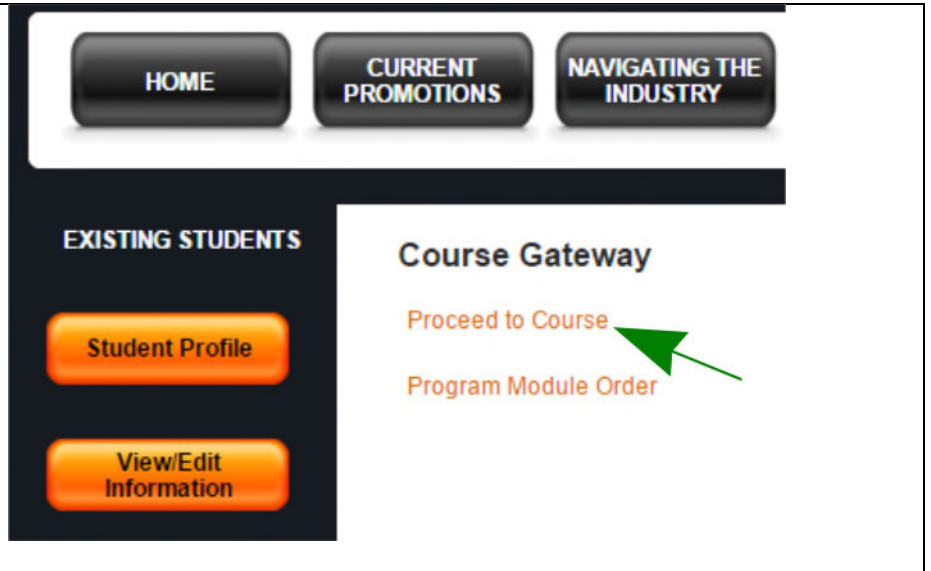 HOME
CURRENT
PROMOTIONS
NAVIGATING THE
INDUSTRY
EXISTING STUDENTS
Student Profile
View/Edit
Information
Course Gateway
Proceed to Course
Program Module Order